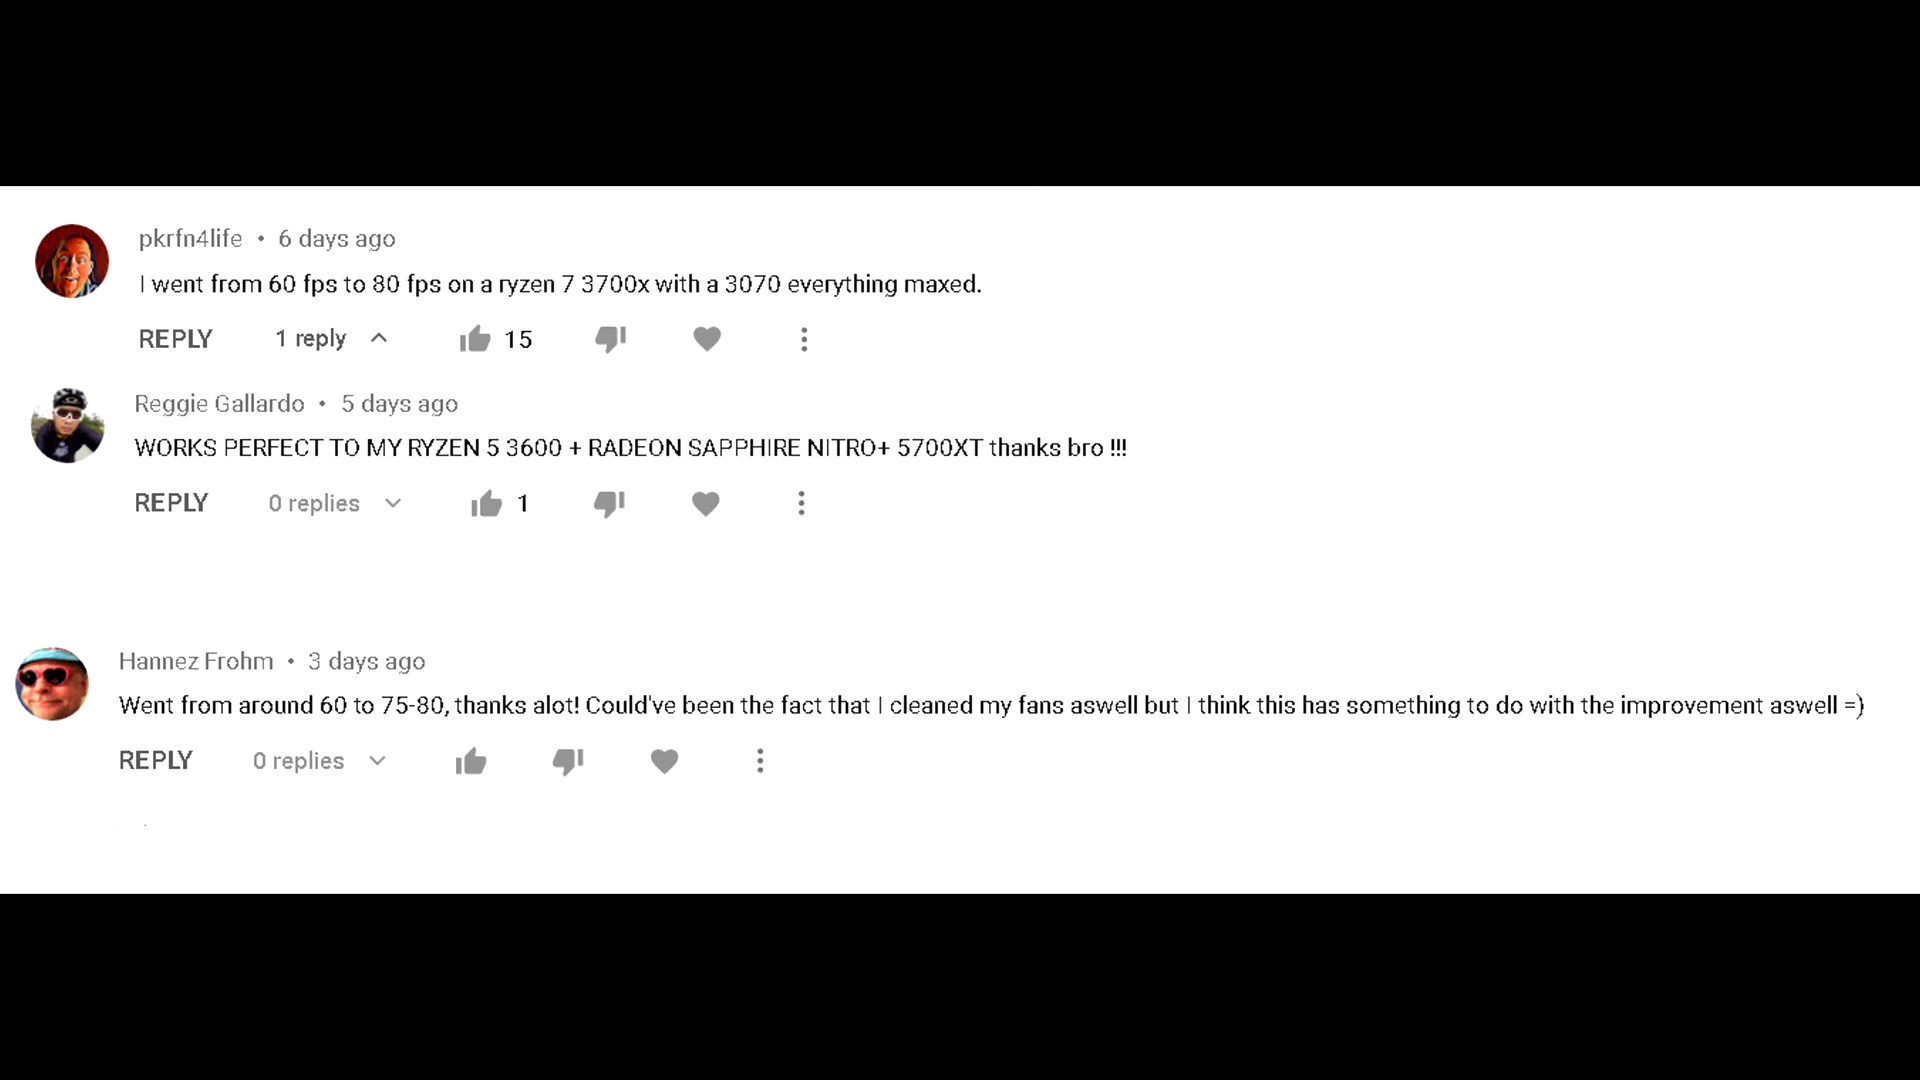 pkrfn4life • 6 days ago
I went from 60 fps to 80 fps on a ryzen 7 3700x with a 3070 everything maxed.
REPLY 1 reply 15
Reggie Gallardo • 5 days ago
WORKS PERFECT TO MY RYZEN 5 3600 + RADEON SAPPHIRE NITRO+ 5700XT thanks bro !!!
REPLY 0 replies 1
Hannez Frohm • 3 days ago
Went from around 60 to 75-80, thanks alot! Could've been the fact that I cleaned my fans aswell but I think this has something to do with the improvement aswell =)
REPLY 0 replies